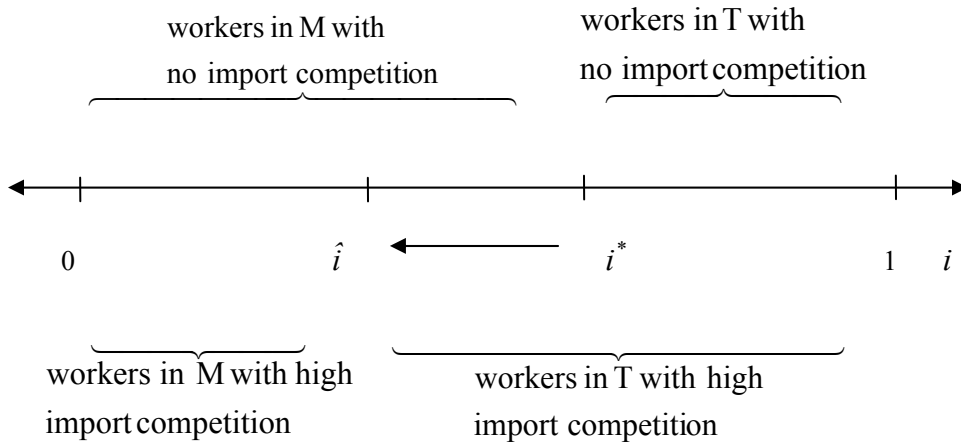 workers in M with
no import competition
workers in T with
no import competition
0
î
i*
1
i
workers in M with high
import competition
workers in T with high
import competition